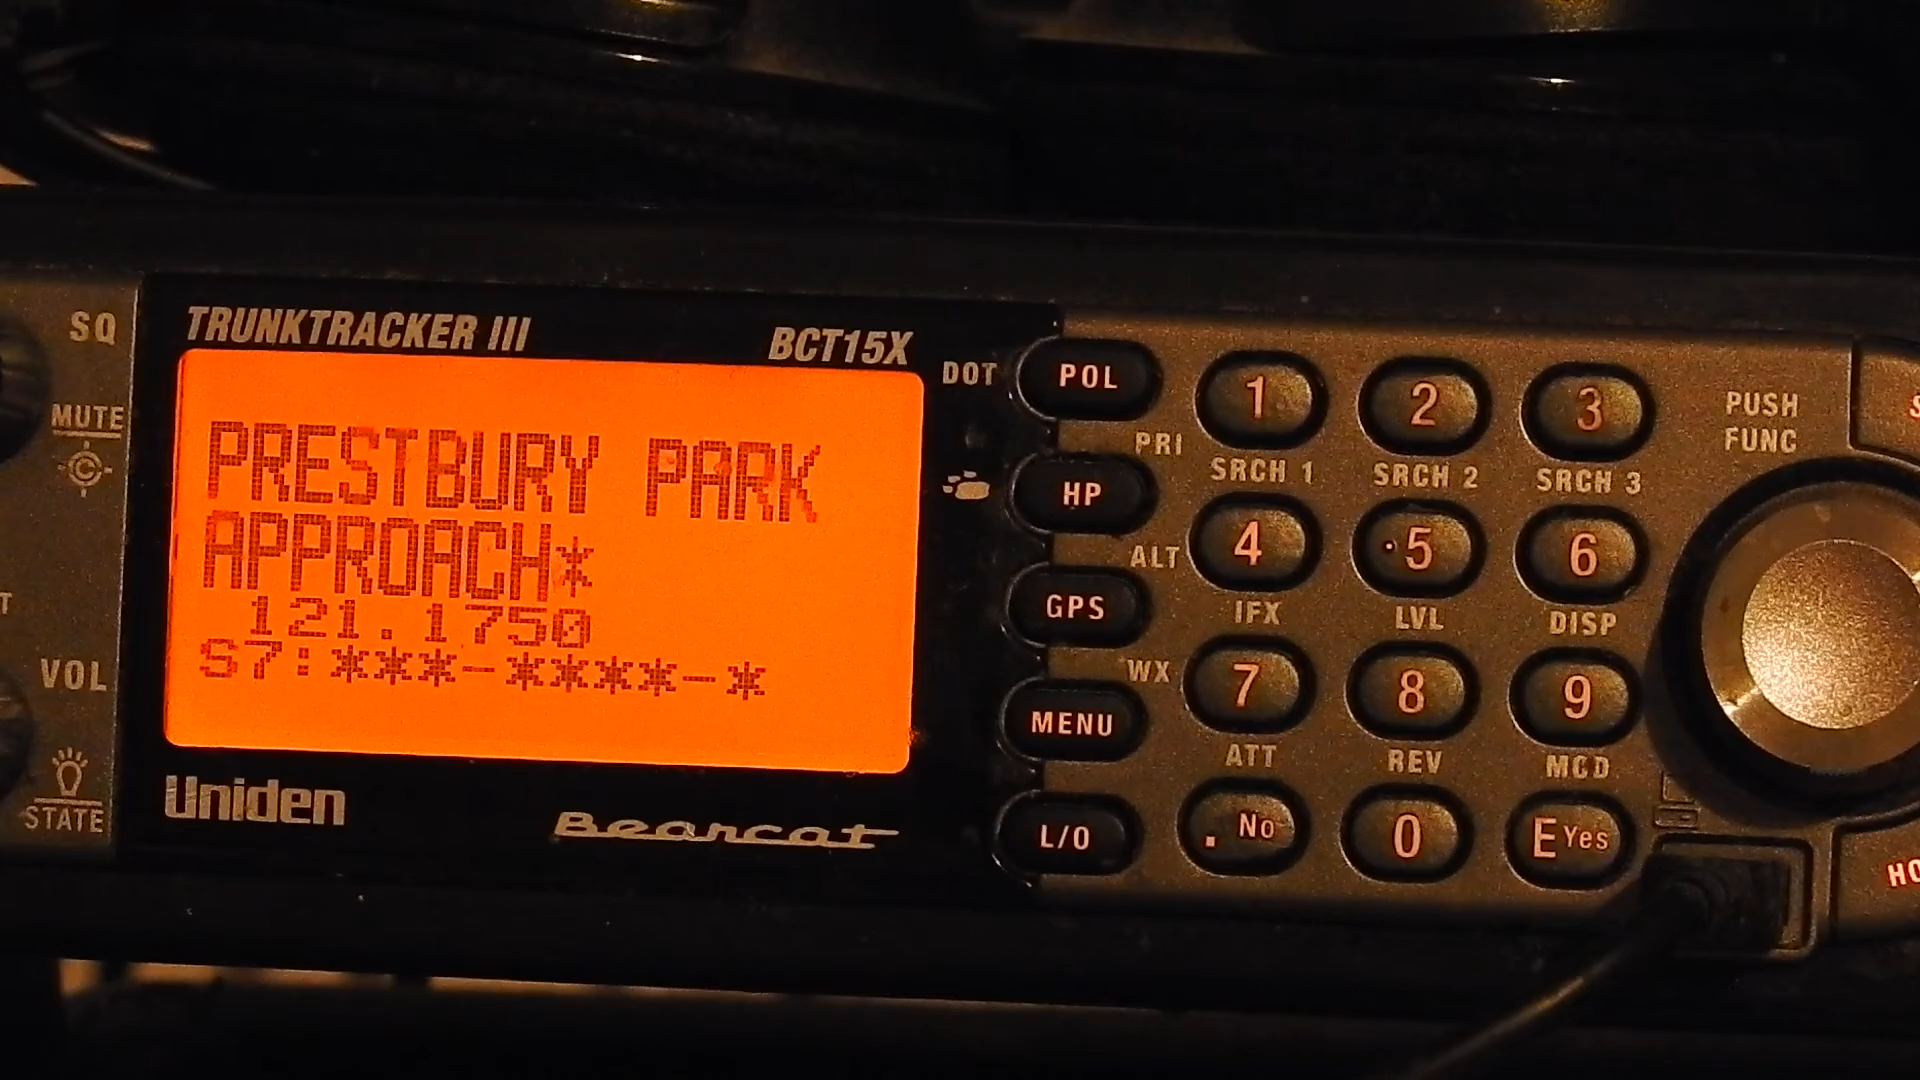 SQ
MUTE
VOL
STATE
TRUNKTRACKER III
BCT15X
PRESTBURY PARK
APPROACH*
121.1750
S7:***-****-*
Uniden
Bearcat
DOT
POL
1
2
3
PUSH
FUNC
PRI
SRCH 1
SRCH 2
SRCH 3
HP
4
5
6
ALT
IFX
LVL
DISP
GPS
7
8
9
WX
ATT
REV
MOD
MENU
. No
0
E Yes
L/O